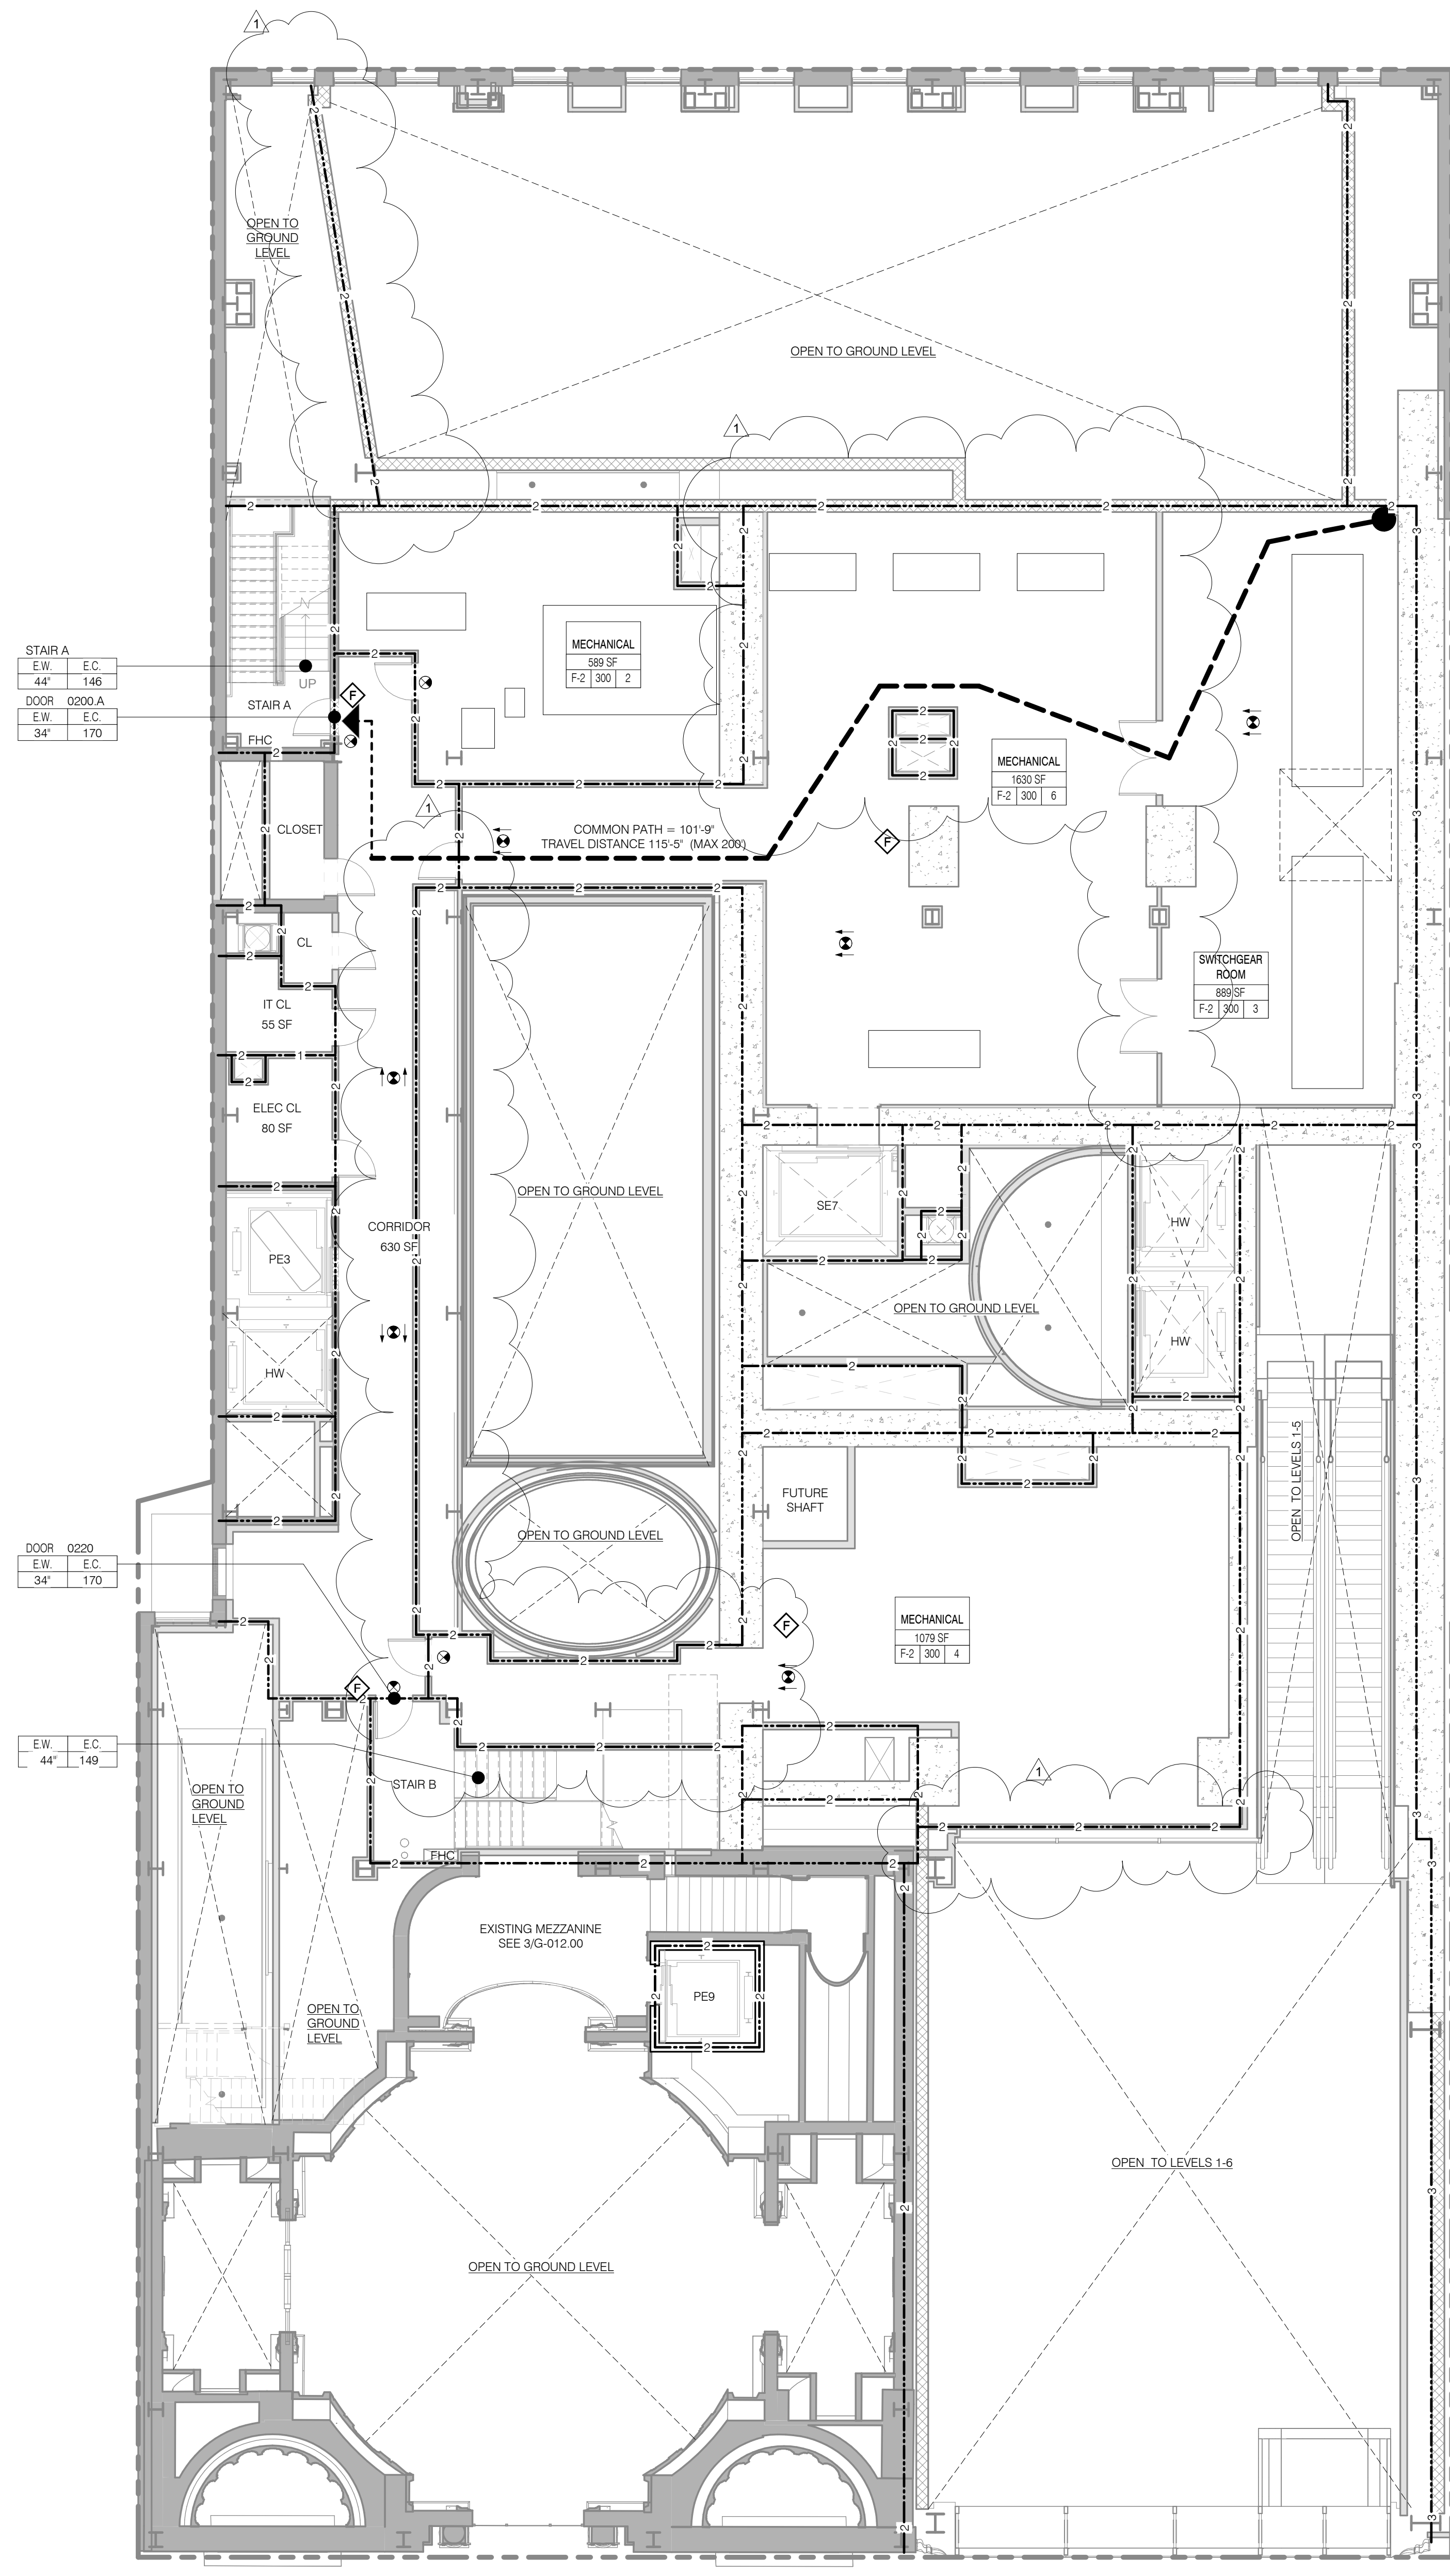 1
OPEN TO
GROUND
LEVEL
OPEN TO GROUND LEVEL
1
STAIR A
E.W. E.C.
44" 146
DOOR 0200.A
E.W. E.C.
34" 170
UP
STAIR A
FHC
F
MECHANICAL
589 SF
F-2 300 2
MECHANICAL
1630 SF
F-2 300 6
1
COMMON PATH = 101'-9"
TRAVEL DISTANCE 115'-5" (MAX 200')
F
CLOSET
CL
IT CL
55 SF
SWITCHGEAR
ROOM
889 SF
F-2 300 3
ELEC CL
80 SF
OPEN TO GROUND LEVEL
SE7
HW
CORRIDOR
630 SF
PE3
OPEN TO GROUND LEVEL
HW
HW
OPEN TO LEVELS 1-5
FUTURE
SHAFT
OPEN TO GROUND LEVEL
DOOR 0220
E.W. E.C.
34" 170
MECHANICAL
1079 SF
F-2 300 4
F
F
E.W. E.C.
44" 149
OPEN TO
GROUND
LEVEL
STAIR B
1
FHC
EXISTING MEZZANINE
SEE 3/G-012.00
PE9
OPEN TO
GROUND
LEVEL
OPEN TO LEVELS 1-6
OPEN TO GROUND LEVEL